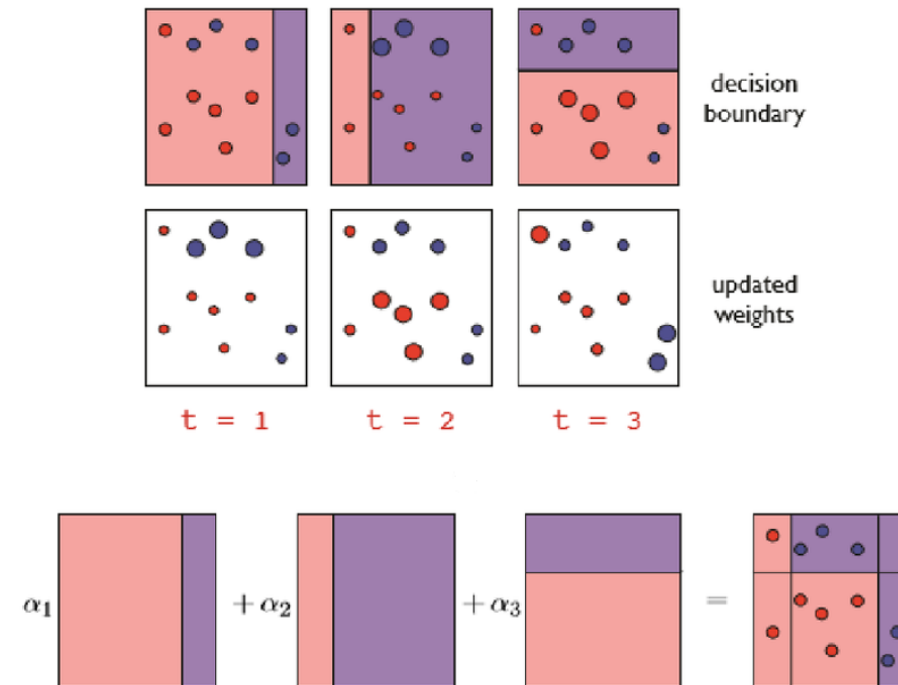 decision
boundary
updated
weights
t = 1
t = 2
t = 3
α₁ + α₂ + α₃ =